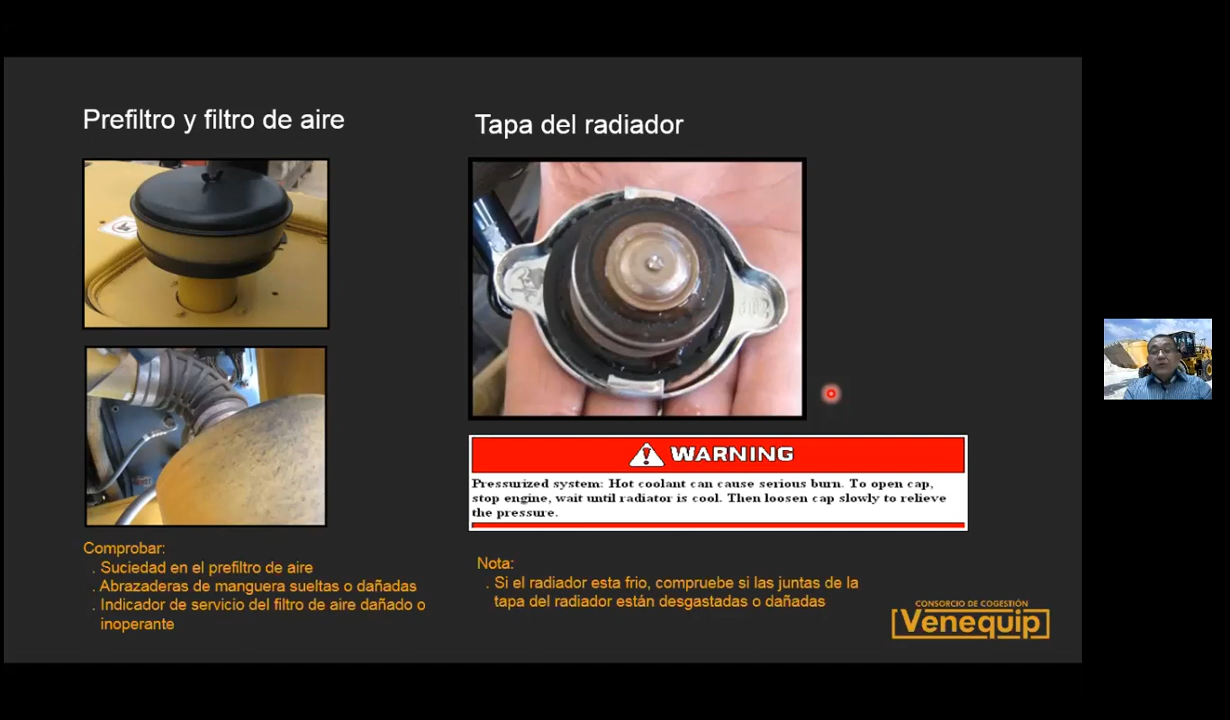 Prefiltro y filtro de aire
Comprobar:
. Suciedad en el prefiltro de aire
. Abrazaderas de manguera sueltas o dañadas
. Indicador de servicio del filtro de aire dañado o
inoperante
Tapa del radiador
WARNING
Pressurized system: Hot coolant can cause serious burn. To open cap,
stop engine, wait until radiator is cool. Then loosen cap slowly to relieve
the pressure.
Nota:
. Si el radiador esta frio, compruebe si las juntas de la
tapa del radiador están desgastadas o dañadas
CONSORCIO DE COGESTIÓN
Venequip